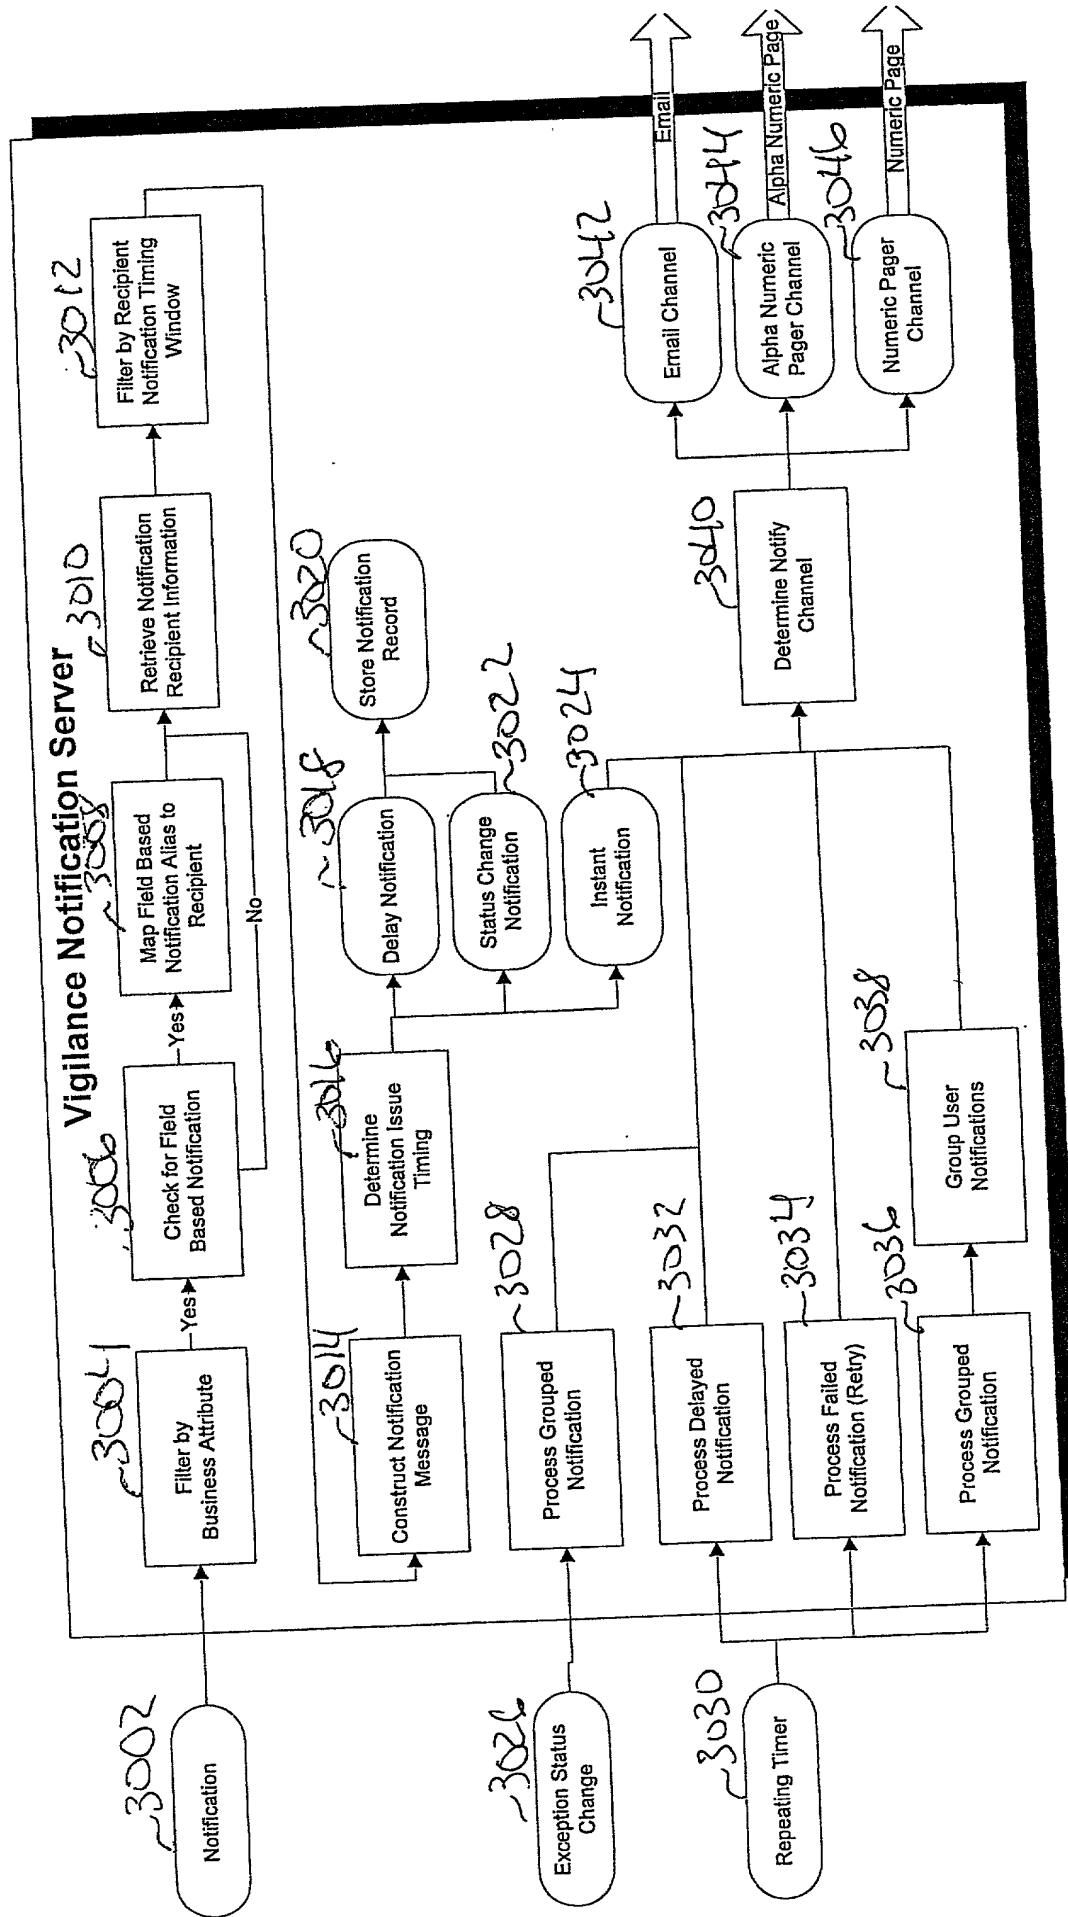 Vigilance Notification Server
~3002
Notification
~3004
Filter by
Business Attribute
Yes
~3006
Check for Field
Based Notification
Yes
No
~3008
Map Field Based
Notification Alias to
Recipient
~3010
Retrieve Notification
Recipient Information
~3012
Filter by Recipient
Notification Timing
Window
~3014
Construct Notification
Message
~3016
Determine
Notification Issue
Timing
~3018
Delay Notification
~3020
Store Notification
Record
~3022
Status Change
Notification
~3024
Instant
Notification
~3026
Exception Status
Change
~3028
Process Grouped
Notification
~3030
Repeating Timer
~3032
Process Delayed
Notification
~3034
Process Failed
Notification (Retry)
~3036
Process Grouped
Notification
~3038
Group User
Notifications
~3040
Determine Notify
Channel
~3042
Email Channel
Email
~3044
Alpha Numeric
Pager Channel
Alpha Numeric Page
~3046
Numeric Pager
Channel
Numeric Page